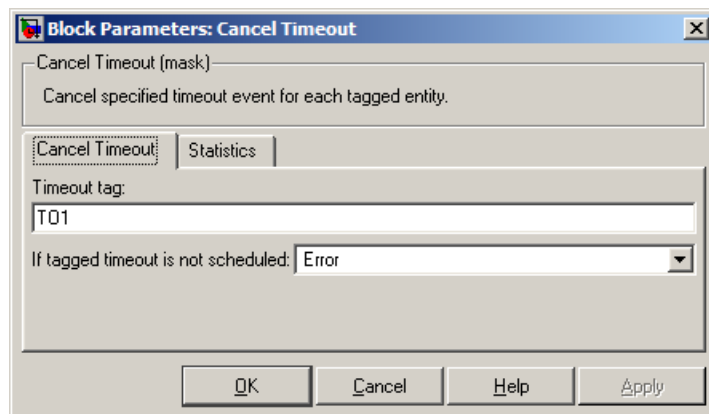 Block Parameters: Cancel Timeout
Cancel Timeout (mask)
Cancel specified timeout event for each tagged entity.
Cancel Timeout Statistics
Timeout tag:
TO1
If tagged timeout is not scheduled: Error
OK Cancel Help Apply